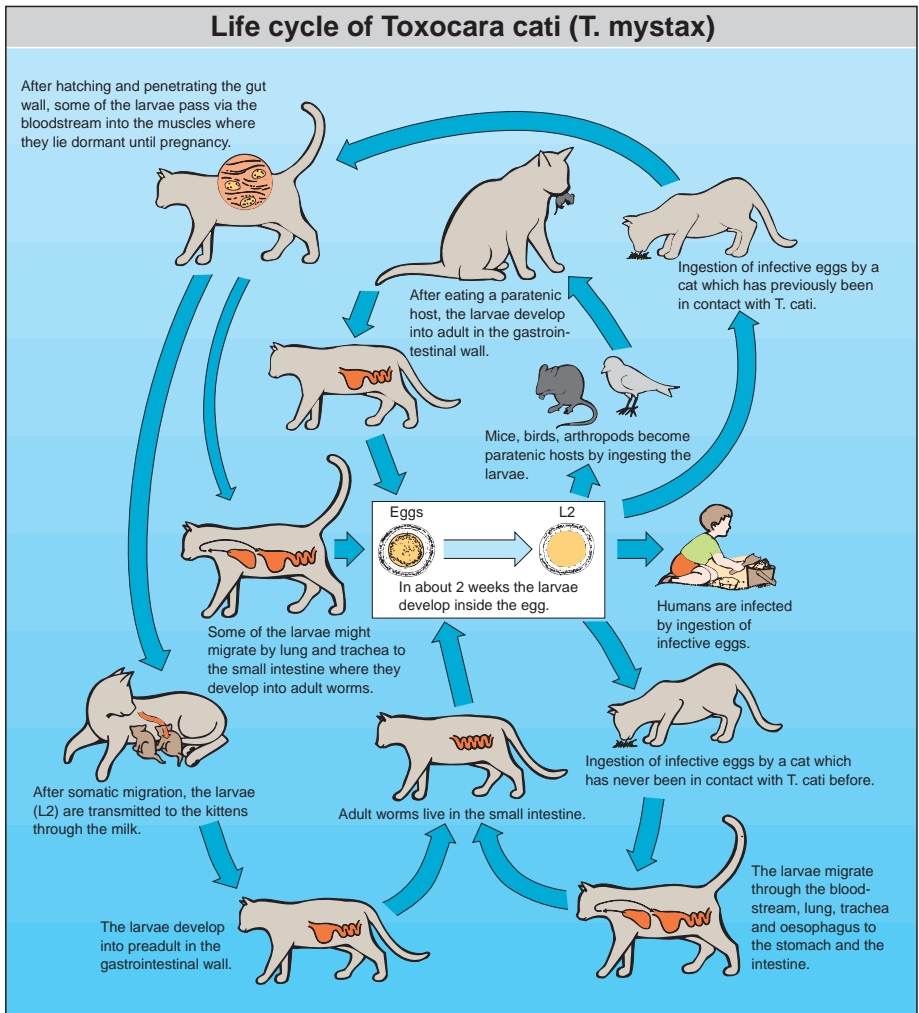 Life cycle of Toxocara cati (T. mystax)
After hatching and penetrating the gut
wall, some of the larvae pass via the
bloodstream into the muscles where
they lie dormant until pregnancy.
Ingestion of infective eggs by a
cat which has previously been
in contact with T. cati.
After eating a paratenic
host, the larvae develop
into adult in the gastroin-
testinal wall.
Mice, birds, arthropods become
paratenic hosts by ingesting the
larvae.
Eggs
L2
In about 2 weeks the larvae
develop inside the egg.
Humans are infected
by ingestion of
infective eggs.
Some of the larvae might
migrate by lung and trachea to
the small intestine where they
develop into adult worms.
Ingestion of infective eggs by a cat which
has never been in contact with T. cati before.
After somatic migration, the larvae
(L2) are transmitted to the kittens
through the milk.
Adult worms live in the small intestine.
The larvae migrate
through the blood-
stream, lung, trachea
and oesophagus to
the stomach and the
intestine.
The larvae develop
into preadult in the
gastrointestinal wall.